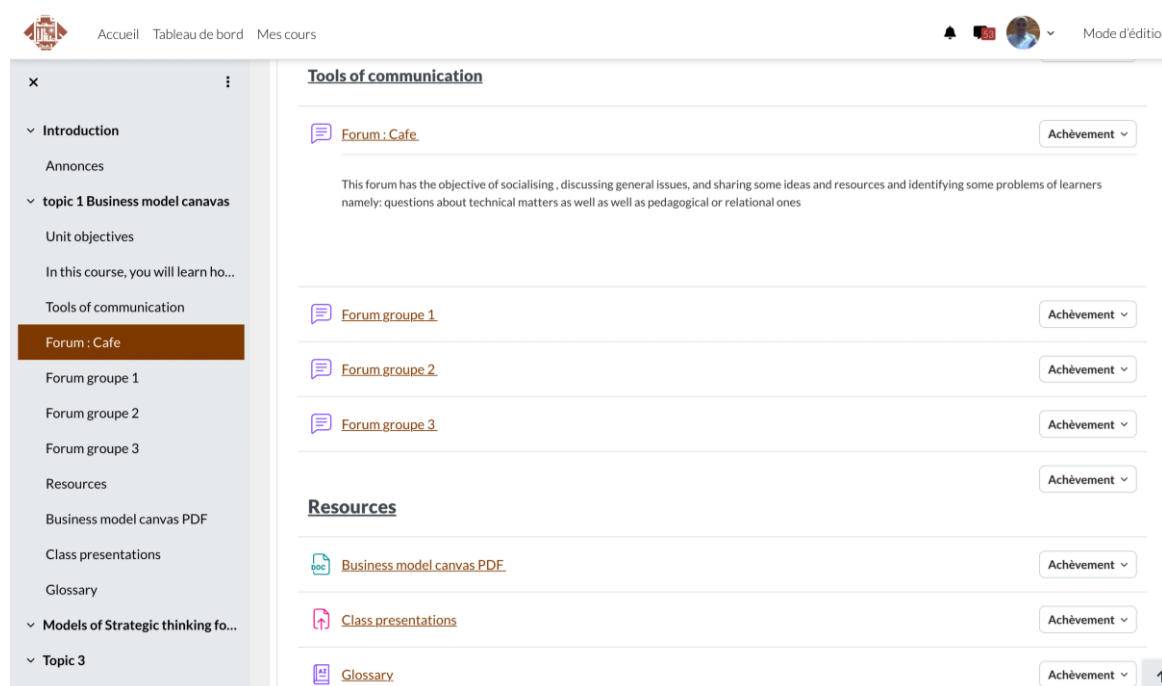 Accueil Tableau de bord Mes cours
53
Mode d'éditio
Introduction
Annonces
topic 1 Business model canavas
Unit objectives
In this course, you will learn ho...
Tools of communication
Forum : Cafe
Forum groupe 1
Forum groupe 2
Forum groupe 3
Resources
Business model canvas PDF
Class presentations
Glossary
Models of Strategic thinking fo...
Topic 3
Tools of communication
Forum : Cafe
Achèvement
This forum has the objective of socialising , discussing general issues, and sharing some ideas and resources and identifying some problems of learners
namely: questions about technical matters as well as well as pedagogical or relational ones
Forum groupe 1
Achèvement
Forum groupe 2
Achèvement
Forum groupe 3
Achèvement
Achèvement
Resources
DOC
Business model canvas PDF
Achèvement
Class presentations
Achèvement
AZ
Glossary
Achèvement